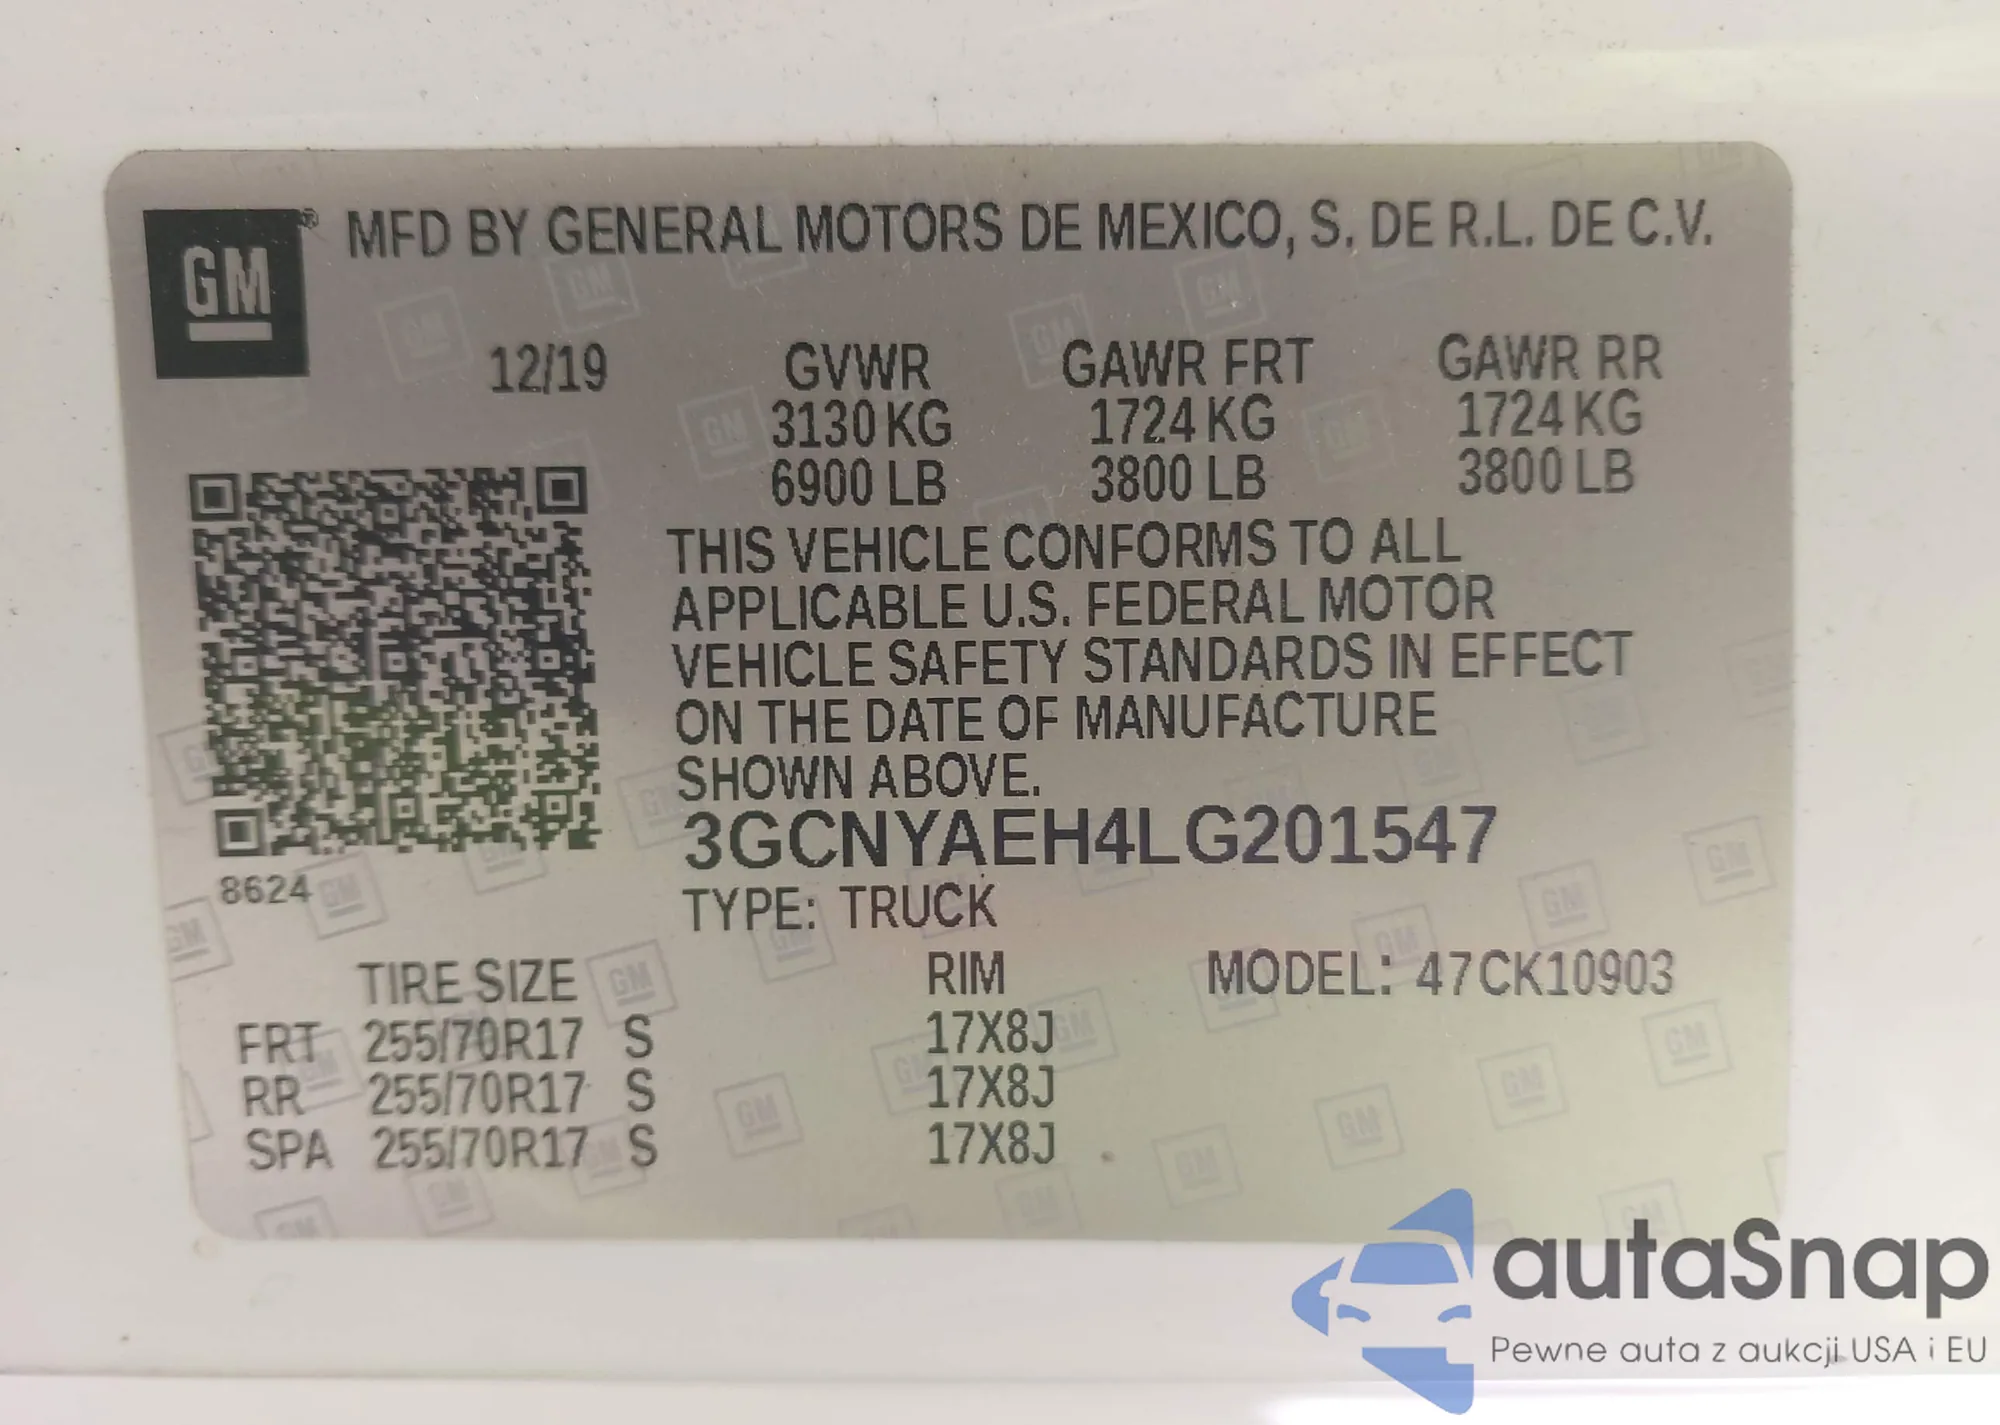 GM
MFD BY GENERAL MOTORS DE MEXICO, S. DE R.L. DE C.V.
12/19 GVWR GAWR FRT GAWR RR
3130 KG 1724 KG 1724 KG
6900 LB 3800 LB 3800 LB
THIS VEHICLE CONFORMS TO ALL
APPLICABLE U.S. FEDERAL MOTOR
VEHICLE SAFETY STANDARDS IN EFFECT
ON THE DATE OF MANUFACTURE
SHOWN ABOVE.
3GCNYAEH4LG201547
8624
TYPE: TRUCK
TIRE SIZE RIM MODEL: 47CK10903
FRT 255/70R17 S 17X8J
RR 255/70R17 S 17X8J
SPA 255/70R17 S 17X8J
autaSnap
Pewne auta z aukcji USA i EU